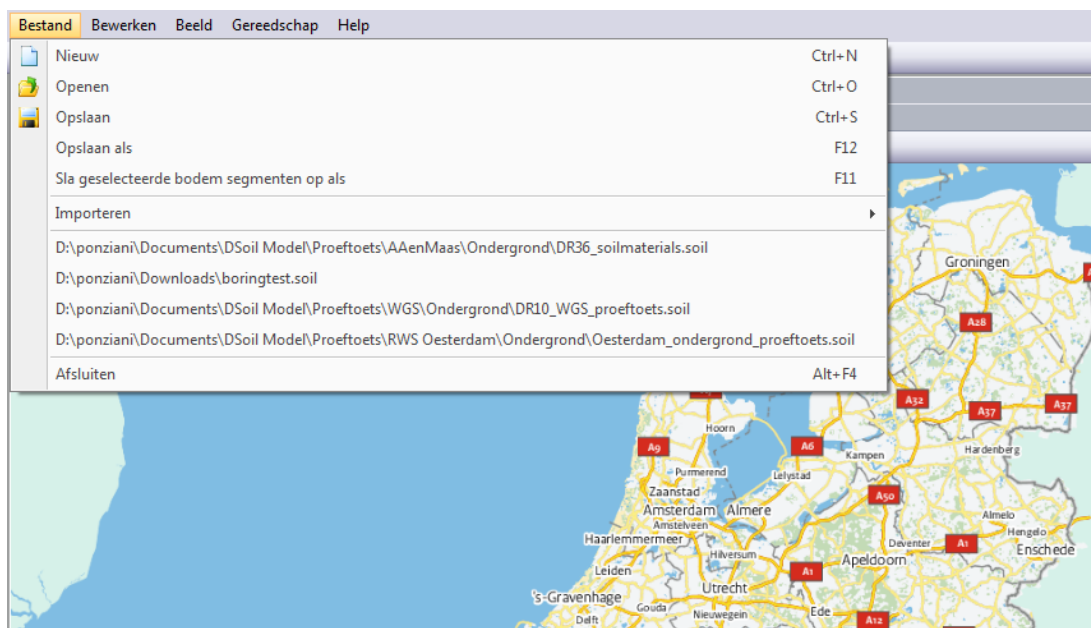 Bestand Bewerken Beeld Gereedschap Help
Nieuw Ctrl+N
Openen Ctrl+O
Opslaan Ctrl+S
Opslaan als F12
Sla geselecteerde bodem segmenten op als F11
Importeren
D:\ponziani\Documents\DSoil Model\Proeftoets\AAenMaas\Ondergrond\DR36_soilmaterials.soil
D:\ponziani\Downloads\boringtest.soil
D:\ponziani\Documents\DSoil Model\Proeftoets\WGS\Ondergrond\DR10_WGS_proeftoets.soil
D:\ponziani\Documents\DSoil Model\Proeftoets\RWS Oesterdam\Ondergrond\Oesterdam_ondergrond_proeftoets.soil
Afsluiten Alt+F4
Groningen
A28
A32
A37
A37
Hoorn
A9
A6
Kampen
Hardenberg
Purmerend
Lelystad
Zaanstad
A50
Amsterdam
Almere
Almelo
Amstelveen
Hengelo
Haarlemmermeer
Deventer
A1
Enschede
Hilversum
Apeldoorn
Leiden
A1
Utrecht
's-Gravenhage
Gouda
Ede
Delft
Nieuwegein
A12